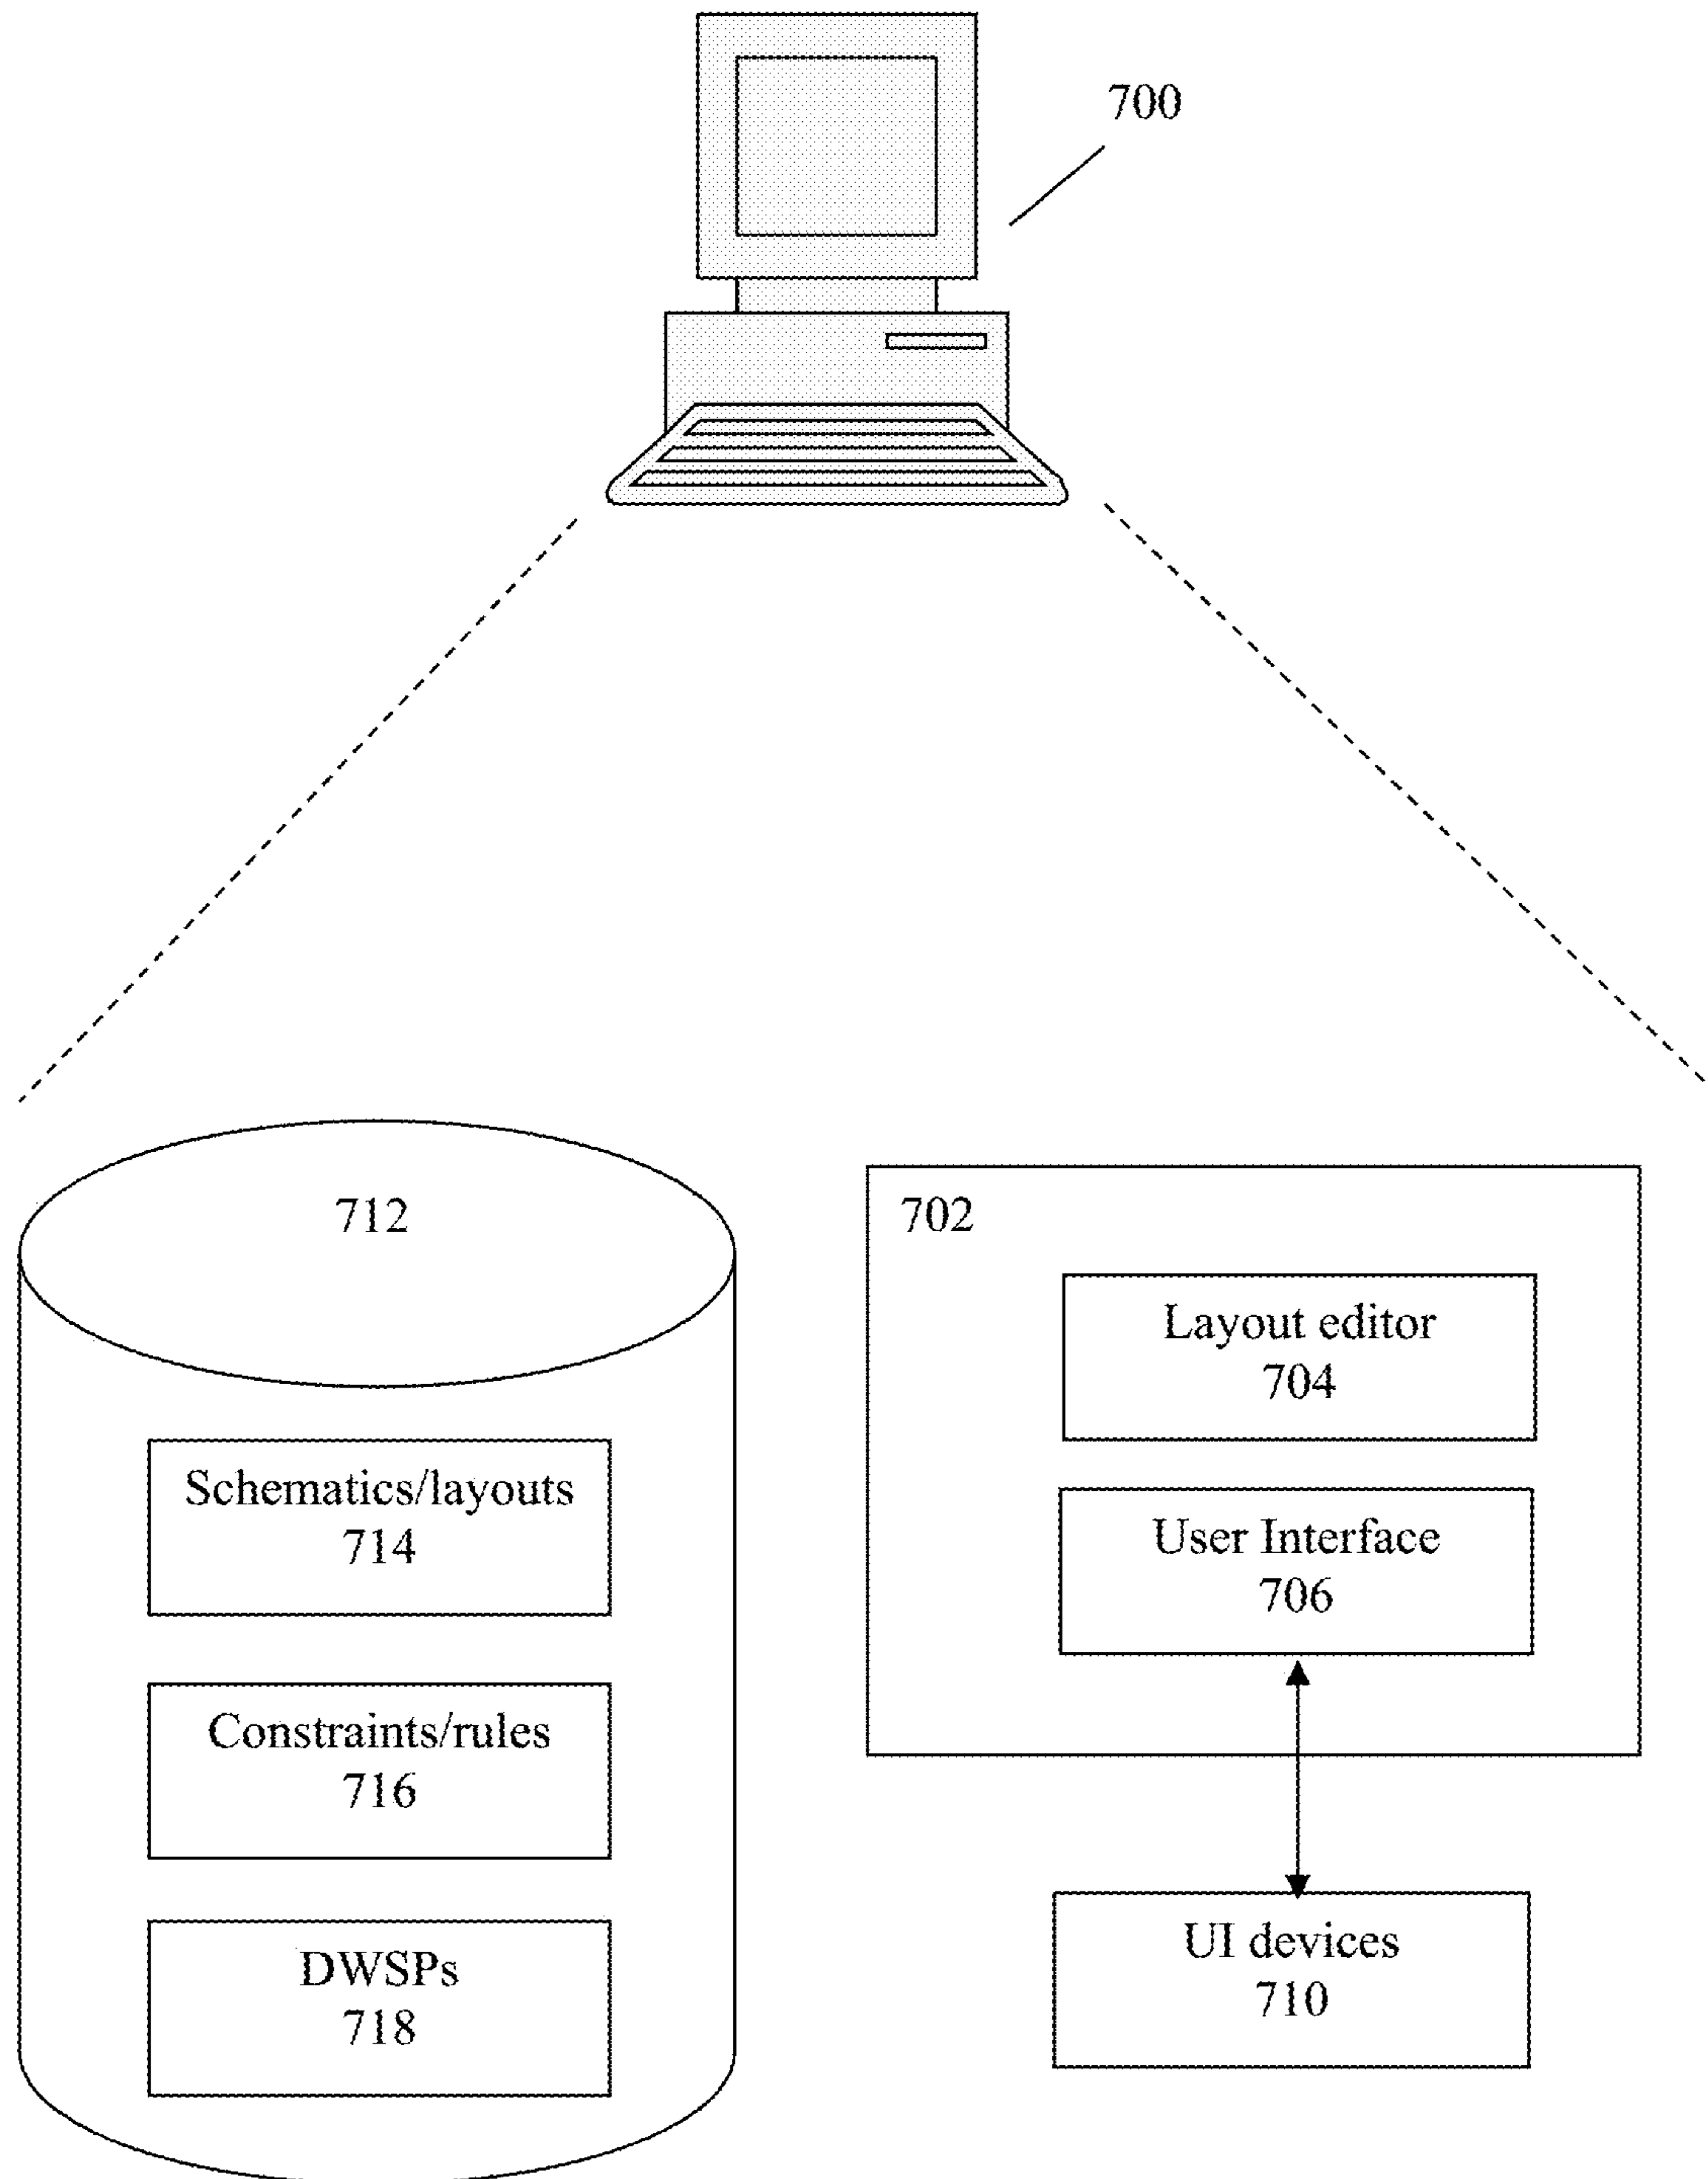 700
712
Schematics/layouts
714
Constraints/rules
716
DWSPs
718
702
Layout editor
704
User Interface
706
UI devices
710